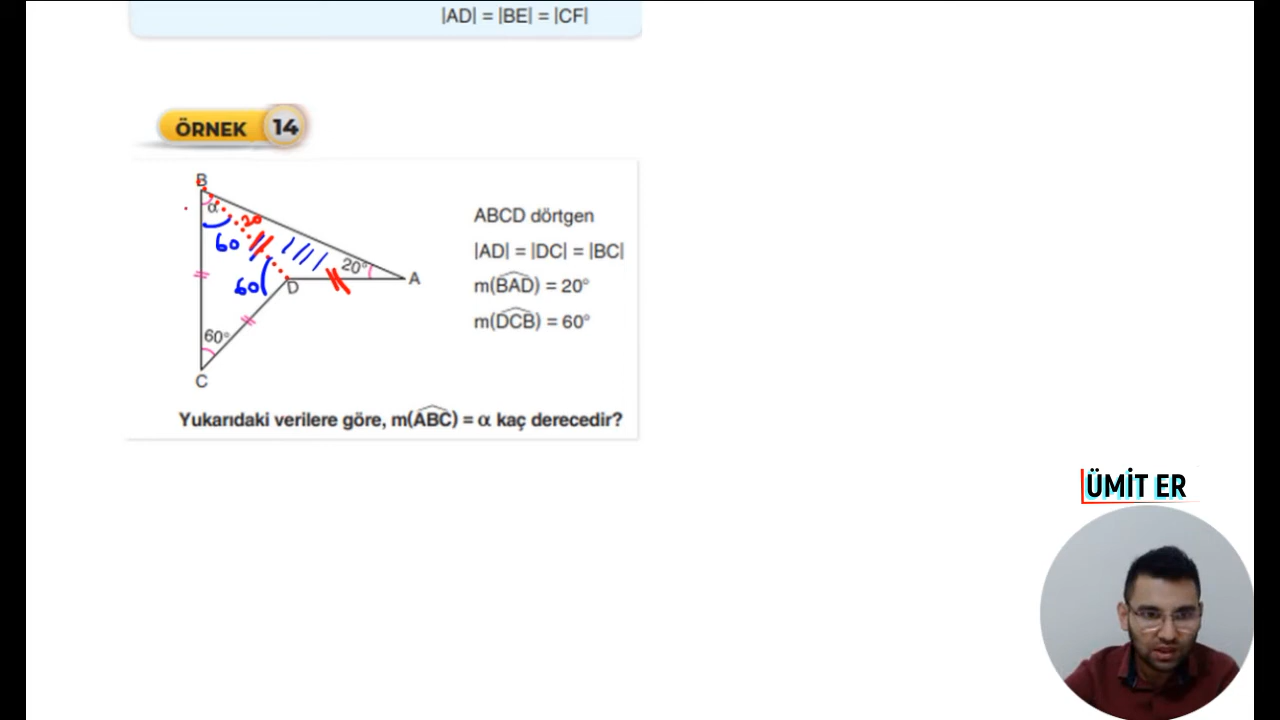 |AD| = |BE| = |CF|
ÖRNEK 14
B
α
20
60
20°
A
60
D
60°
C
ABCD dörtgen
|AD| = |DC| = |BC|
m(BAD) = 20°
m(DCB) = 60°
Yukarıdaki verilere göre, m(ABC) = α kaç derecedir?
ÜMİT ER